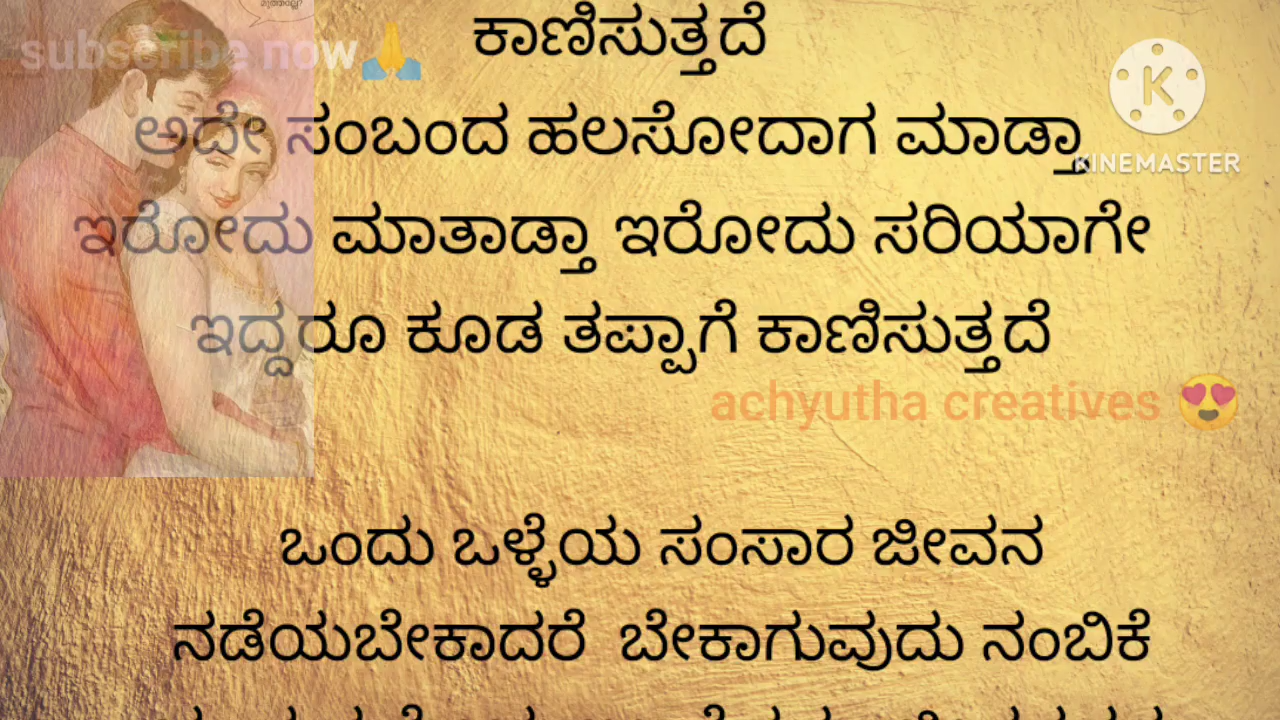 subscribe now🙏
ಕಾಣಿಸುತ್ತದೆ
ಅದೇ ಸಂಬಂದ ಹಲಸೋದಾಗ ಮಾಡ್ತಾ
KINEMASTER
ಇರೋದು ಮಾತಾಡ್ತಾ ಇರೋದು ಸರಿಯಾಗೇ
ಇದ್ದರೂ ಕೂಡ ತಪ್ಪಾಗೆ ಕಾಣಿಸುತ್ತದೆ
achyutha creatives 😍
ಒಂದು ಒಳ್ಳೆಯ ಸಂಸಾರ ಜೀವನ
ನಡೆಯಬೇಕಾದರೆ ಬೇಕಾಗುವುದು ನಂಬಿಕೆ